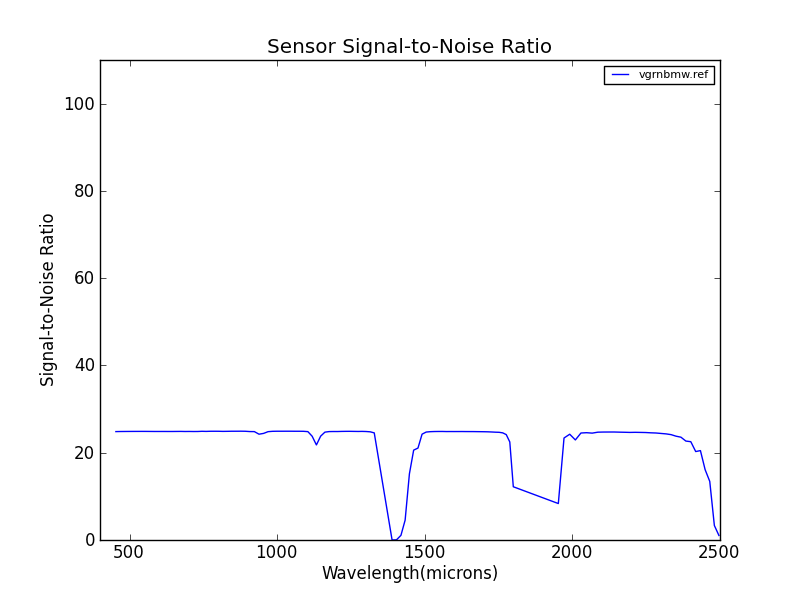 Sensor Signal-to-Noise Ratio
vgrnbmw.ref
100
80
60
40
20
0
Signal-to-Noise Ratio
500 1000 1500 2000 2500
Wavelength(microns)